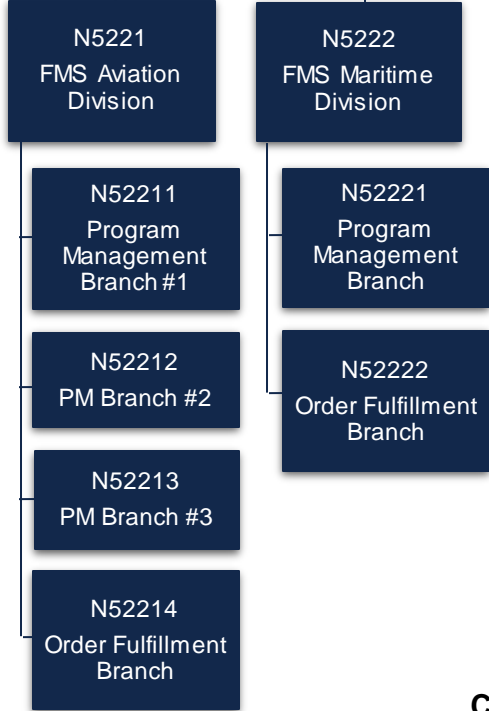 N5221
FMS Aviation
Division
N52211
Program
Management
Branch #1
N52212
PM Branch #2
N52213
PM Branch #3
N52214
Order Fulfillment
Branch
N5222
FMS Maritime
Division
N52221
Program
Management
Branch
N52222
Order Fulfillment
Branch
C